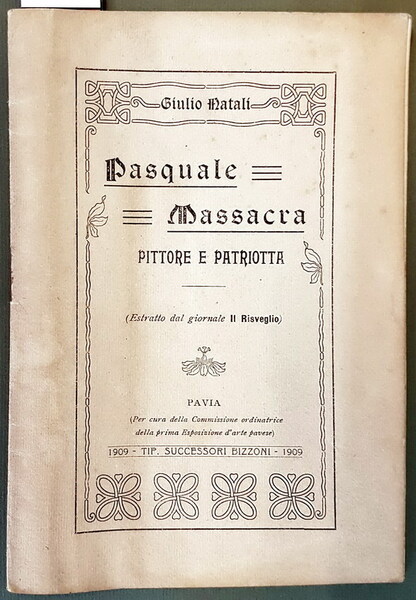 Giulio Natali
Pasquale
Massacra
PITTORE E PATRIOTTA
(Estratto dal giornale Il Risveglio)
PAVIA
(Per cura della Commissione ordinatrice
della prima Esposizione d'arte pavese)
1909 - TIP. SUCCESSORI BIZZONI - 1909